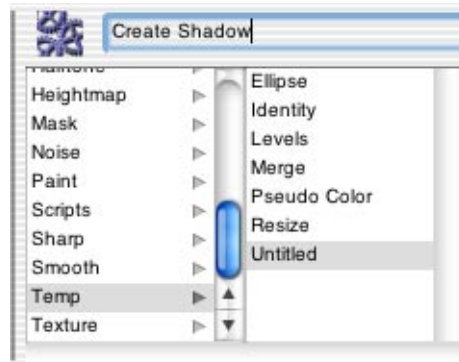 Create Shadow
Heightmap
Mask
Noise
Paint
Scripts
Sharp
Smooth
Temp
Texture
Ellipse
Identity
Levels
Merge
Pseudo Color
Resize
Untitled